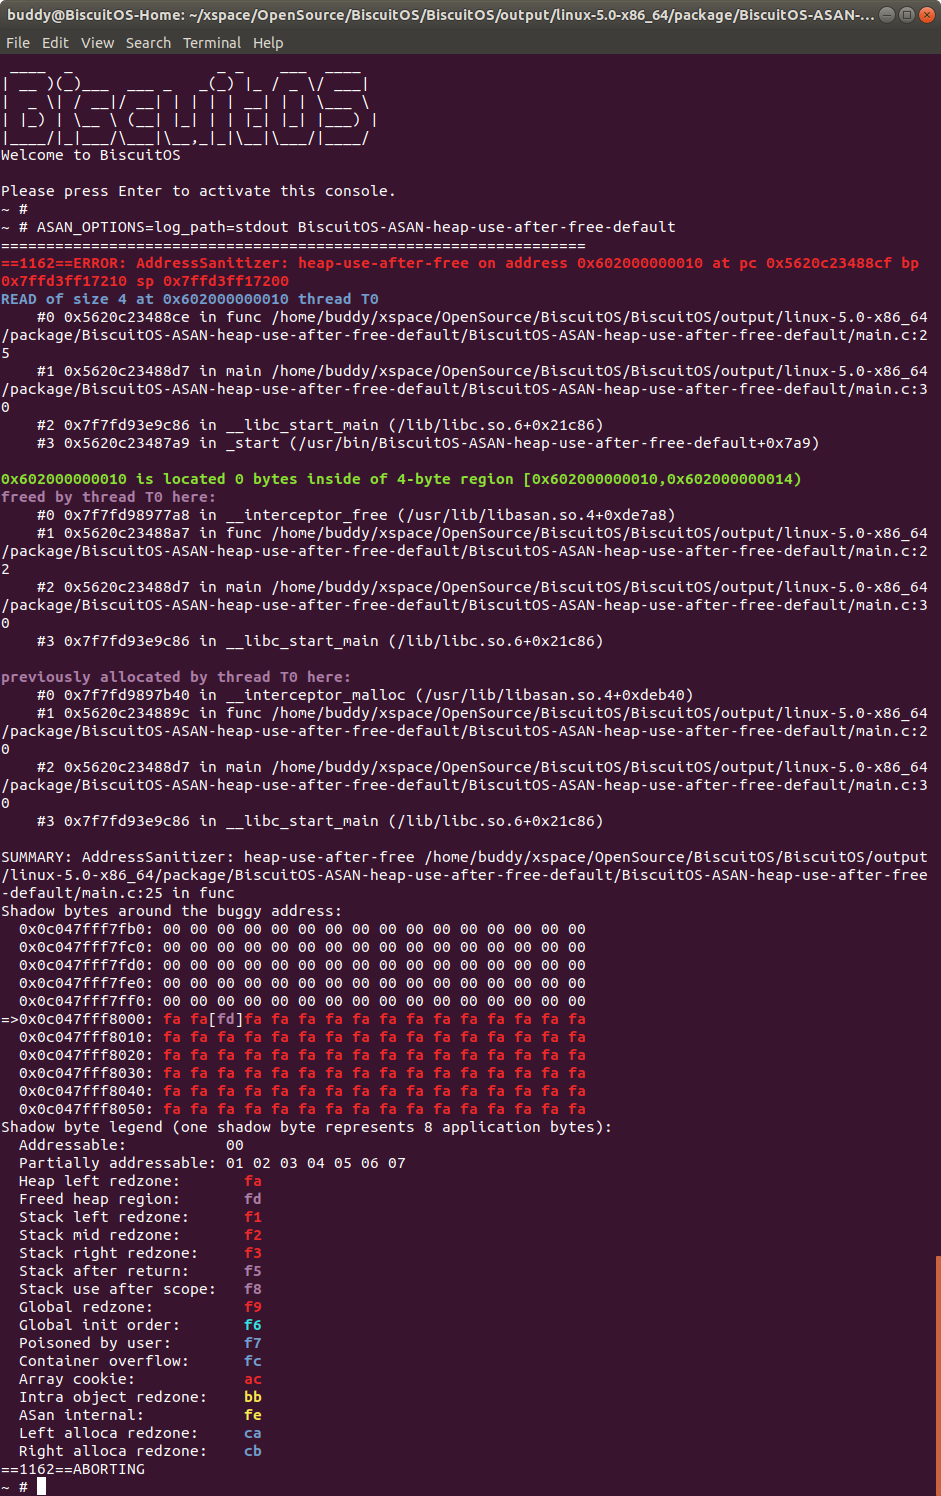 buddy@BiscuitOS-Home: ~/xspace/OpenSource/BiscuitOS/BiscuitOS/output/linux-5.0-x86_64/package/BiscuitOS-ASAN-...
File Edit View Search Terminal Help
 ____  _                _ _    ___  ____
| __ )(_)___  ___ _   _(_) |_ / _ \/ ___|
|  _ \| / __|/ __| | | | | __| | | \___ \
| |_) | \__ \ (__| |_| | | |_| |_| |___) |
|____/|_|___/\___|\__,_|_|\__|\___/|____/
Welcome to BiscuitOS
Please press Enter to activate this console.
~ #
~ # ASAN_OPTIONS=log_path=stdout BiscuitOS-ASAN-heap-use-after-free-default
=================================================================
==1162==ERROR: AddressSanitizer: heap-use-after-free on address 0x602000000010 at pc 0x5620c23488cf bp
0x7ffd3ff17210 sp 0x7ffd3ff17200
READ of size 4 at 0x602000000010 thread T0
    #0 0x5620c23488ce in func /home/buddy/xspace/OpenSource/BiscuitOS/BiscuitOS/output/linux-5.0-x86_64
/package/BiscuitOS-ASAN-heap-use-after-free-default/BiscuitOS-ASAN-heap-use-after-free-default/main.c:2
5
    #1 0x5620c23488d7 in main /home/buddy/xspace/OpenSource/BiscuitOS/BiscuitOS/output/linux-5.0-x86_64
/package/BiscuitOS-ASAN-heap-use-after-free-default/BiscuitOS-ASAN-heap-use-after-free-default/main.c:3
0
    #2 0x7f7fd93e9c86 in __libc_start_main (/lib/libc.so.6+0x21c86)
    #3 0x5620c23487a9 in _start (/usr/bin/BiscuitOS-ASAN-heap-use-after-free-default+0x7a9)
0x602000000010 is located 0 bytes inside of 4-byte region [0x602000000010,0x602000000014)
freed by thread T0 here:
    #0 0x7f7fd98977a8 in __interceptor_free (/usr/lib/libasan.so.4+0xde7a8)
    #1 0x5620c23488a7 in func /home/buddy/xspace/OpenSource/BiscuitOS/BiscuitOS/output/linux-5.0-x86_64
/package/BiscuitOS-ASAN-heap-use-after-free-default/BiscuitOS-ASAN-heap-use-after-free-default/main.c:2
2
    #2 0x5620c23488d7 in main /home/buddy/xspace/OpenSource/BiscuitOS/BiscuitOS/output/linux-5.0-x86_64
/package/BiscuitOS-ASAN-heap-use-after-free-default/BiscuitOS-ASAN-heap-use-after-free-default/main.c:3
0
    #3 0x7f7fd93e9c86 in __libc_start_main (/lib/libc.so.6+0x21c86)
previously allocated by thread T0 here:
    #0 0x7f7fd9897b40 in __interceptor_malloc (/usr/lib/libasan.so.4+0xdeb40)
    #1 0x5620c234889c in func /home/buddy/xspace/OpenSource/BiscuitOS/BiscuitOS/output/linux-5.0-x86_64
/package/BiscuitOS-ASAN-heap-use-after-free-default/BiscuitOS-ASAN-heap-use-after-free-default/main.c:2
0
    #2 0x5620c23488d7 in main /home/buddy/xspace/OpenSource/BiscuitOS/BiscuitOS/output/linux-5.0-x86_64
/package/BiscuitOS-ASAN-heap-use-after-free-default/BiscuitOS-ASAN-heap-use-after-free-default/main.c:3
0
    #3 0x7f7fd93e9c86 in __libc_start_main (/lib/libc.so.6+0x21c86)
SUMMARY: AddressSanitizer: heap-use-after-free /home/buddy/xspace/OpenSource/BiscuitOS/BiscuitOS/output
/linux-5.0-x86_64/package/BiscuitOS-ASAN-heap-use-after-free-default/BiscuitOS-ASAN-heap-use-after-free
-default/main.c:25 in func
Shadow bytes around the buggy address:
  0x0c047fff7fb0: 00 00 00 00 00 00 00 00 00 00 00 00 00 00 00 00
  0x0c047fff7fc0: 00 00 00 00 00 00 00 00 00 00 00 00 00 00 00 00
  0x0c047fff7fd0: 00 00 00 00 00 00 00 00 00 00 00 00 00 00 00 00
  0x0c047fff7fe0: 00 00 00 00 00 00 00 00 00 00 00 00 00 00 00 00
  0x0c047fff7ff0: 00 00 00 00 00 00 00 00 00 00 00 00 00 00 00 00
=>0x0c047fff8000: fa fa[fd]fa fa fa fa fa fa fa fa fa fa fa fa fa
  0x0c047fff8010: fa fa fa fa fa fa fa fa fa fa fa fa fa fa fa fa
  0x0c047fff8020: fa fa fa fa fa fa fa fa fa fa fa fa fa fa fa fa
  0x0c047fff8030: fa fa fa fa fa fa fa fa fa fa fa fa fa fa fa fa
  0x0c047fff8040: fa fa fa fa fa fa fa fa fa fa fa fa fa fa fa fa
  0x0c047fff8050: fa fa fa fa fa fa fa fa fa fa fa fa fa fa fa fa
Shadow byte legend (one shadow byte represents 8 application bytes):
  Addressable:           00
  Partially addressable: 01 02 03 04 05 06 07
  Heap left redzone:       fa
  Freed heap region:       fd
  Stack left redzone:      f1
  Stack mid redzone:       f2
  Stack right redzone:     f3
  Stack after return:      f5
  Stack use after scope:   f8
  Global redzone:          f9
  Global init order:       f6
  Poisoned by user:        f7
  Container overflow:      fc
  Array cookie:            ac
  Intra object redzone:    bb
  ASan internal:           fe
  Left alloca redzone:     ca
  Right alloca redzone:    cb
==1162==ABORTING
~ #